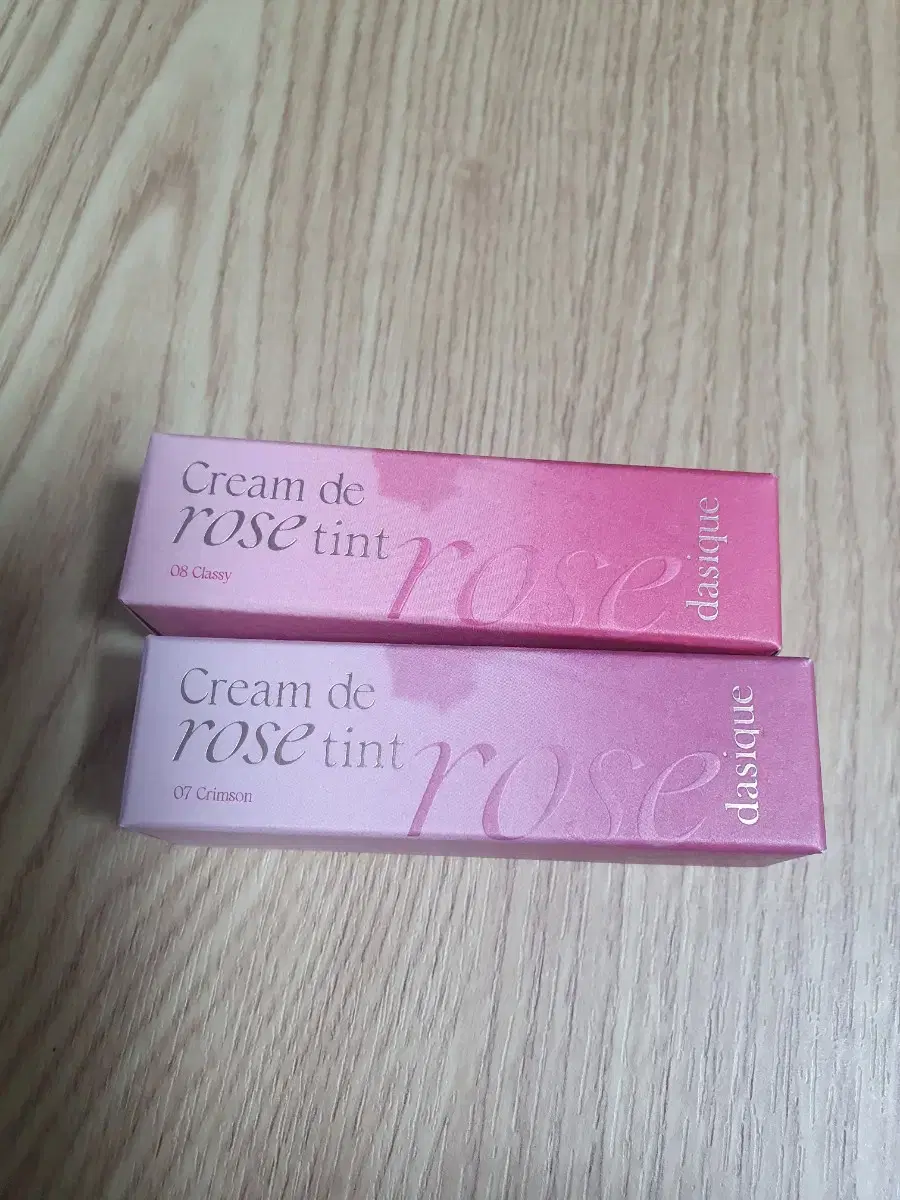 Cream de
rose tint
08 Classy
rose
dasique
Cream de
rose tint
07 Crimson
rose
dasique